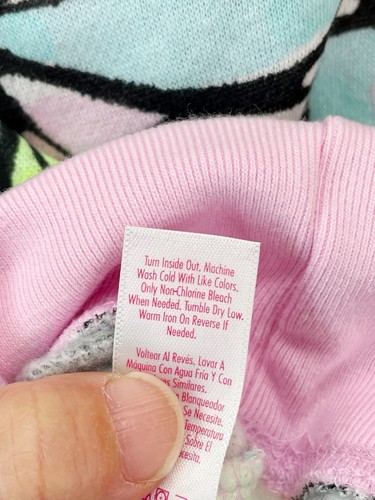 Turn Inside Out. Machine
Wash Cold With Like Colors.
Only Non-Chlorine Bleach
When Needed. Tumble Dry Low.
Warm Iron On Reverse If
Needed.
Voltear Al Revés. Lavar A
Máquina Con Agua Fría Y Con
Similares.
Blanqueador
Se Necesite.
Temperatura
Sobre El